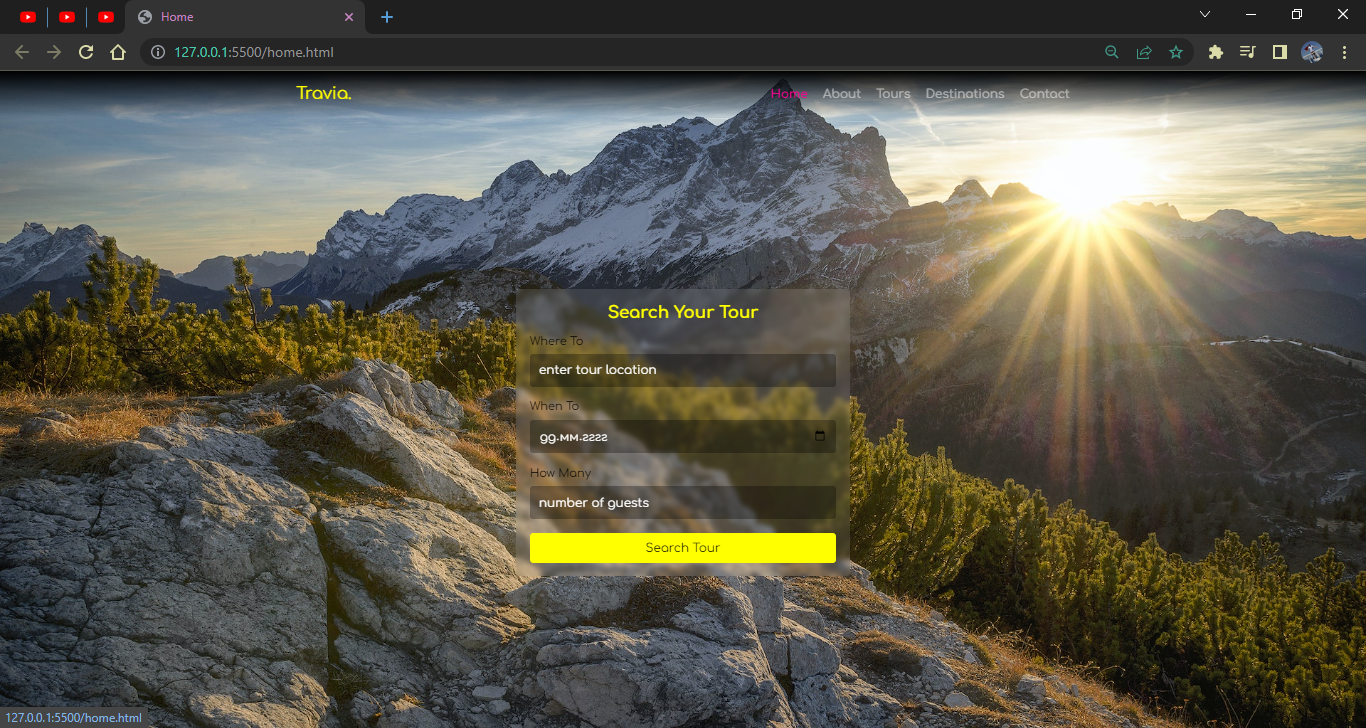 Home
127.0.0.1:5500/home.html
Travia.
Home About Tours Destinations Contact
Search Your Tour
Where To
enter tour location
When To
gg.мм.2222
How Many
number of guests
Search Tour
127.0.0.1:5500/home.html